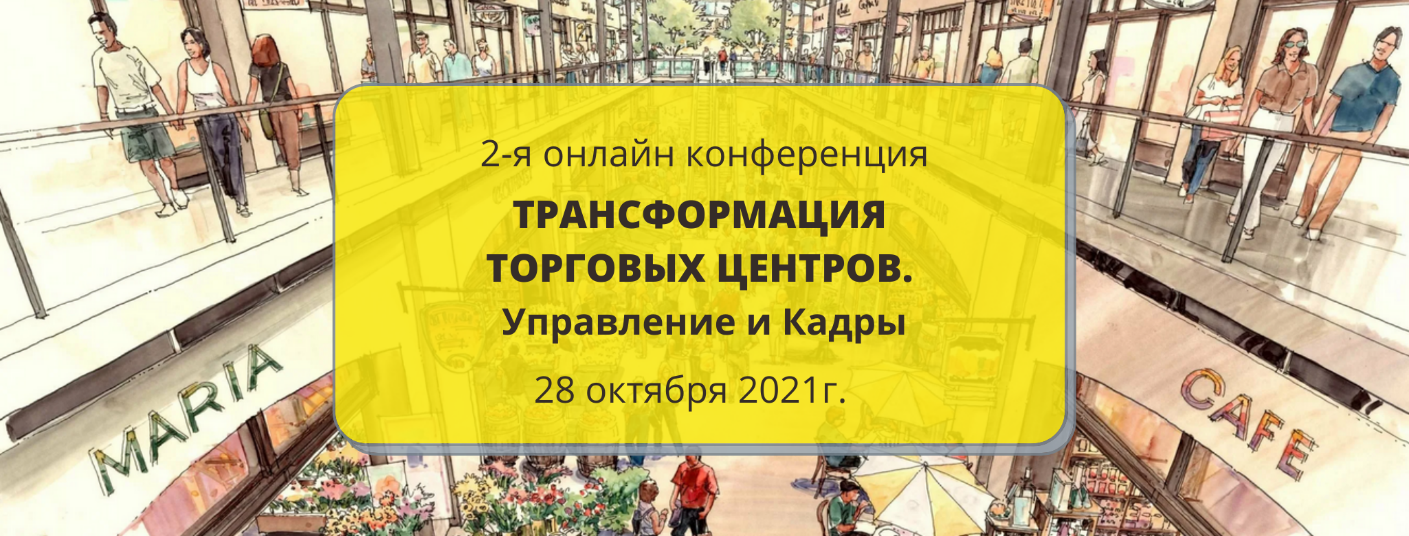 2-я онлайн конференция
ТРАНСФОРМАЦИЯ
ТОРГОВЫХ ЦЕНТРОВ.
Управление и Кадры
28 октября 2021г.
MARIA
CAFE